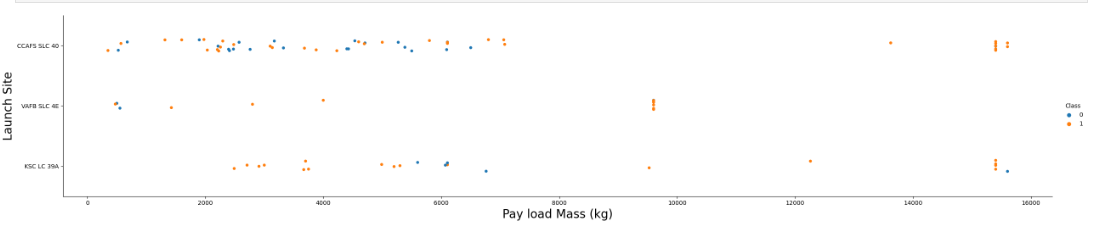 CCAFS SLC 40
VAFB SLC 4E
KSC LC 39A
Launch Site
0
2000
4000
6000
8000
10000
12000
14000
16000
Pay load Mass (kg)
Class
0
1